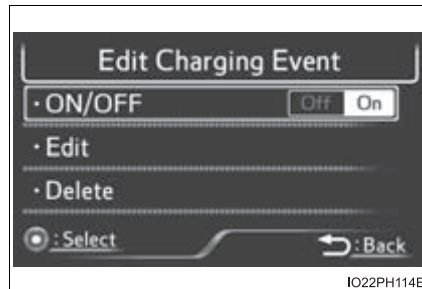 Edit Charging Event
・ON/OFF Off On
・Edit
・Delete
:Select :Back
IO22PH114E